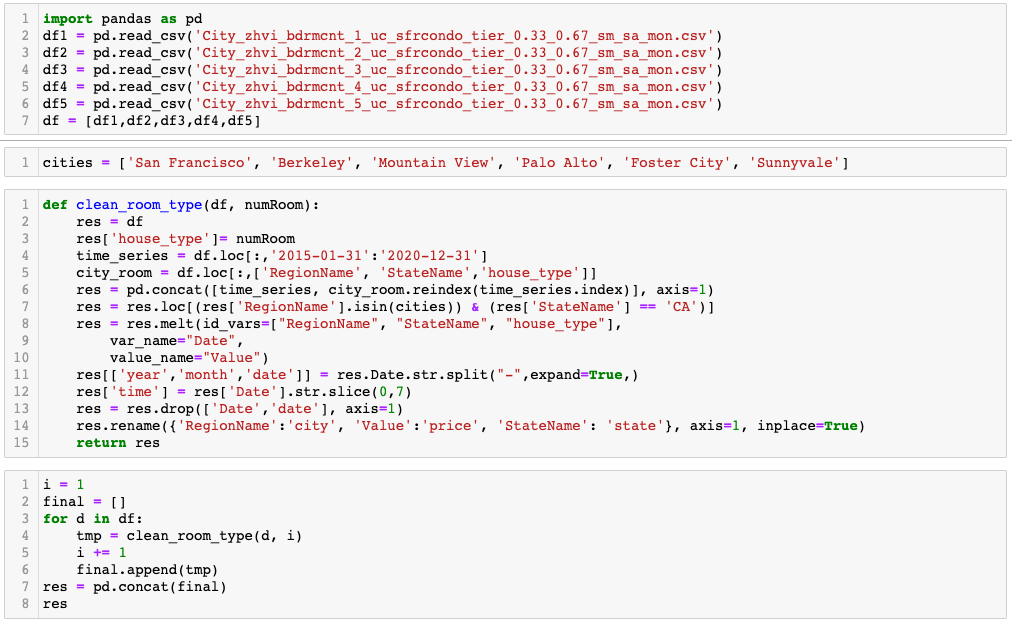 1 import pandas as pd
2 df1 = pd.read_csv('City_zhvi_bdrmcnt_1_uc_sfrcondo_tier_0.33_0.67_sm_sa_mon.csv')
3 df2 = pd.read_csv('City_zhvi_bdrmcnt_2_uc_sfrcondo_tier_0.33_0.67_sm_sa_mon.csv')
4 df3 = pd.read_csv('City_zhvi_bdrmcnt_3_uc_sfrcondo_tier_0.33_0.67_sm_sa_mon.csv')
5 df4 = pd.read_csv('City_zhvi_bdrmcnt_4_uc_sfrcondo_tier_0.33_0.67_sm_sa_mon.csv')
6 df5 = pd.read_csv('City_zhvi_bdrmcnt_5_uc_sfrcondo_tier_0.33_0.67_sm_sa_mon.csv')
7 df = [df1,df2,df3,df4,df5]
1 cities = ['San Francisco', 'Berkeley', 'Mountain View', 'Palo Alto', 'Foster City', 'Sunnyvale']
1 def clean_room_type(df, numRoom):
2     res = df
3     res['house_type']= numRoom
4     time_series = df.loc[:,'2015-01-31':'2020-12-31']
5     city_room = df.loc[:,['RegionName', 'StateName','house_type']]
6     res = pd.concat([time_series, city_room.reindex(time_series.index)], axis=1)
7     res = res.loc[(res['RegionName'].isin(cities)) & (res['StateName'] == 'CA')]
8     res = res.melt(id_vars=["RegionName", "StateName", "house_type"],
9         var_name="Date",
10         value_name="Value")
11     res[['year','month','date']] = res.Date.str.split("-",expand=True,)
12     res['time'] = res['Date'].str.slice(0,7)
13     res = res.drop(['Date','date'], axis=1)
14     res.rename({'RegionName':'city', 'Value':'price', 'StateName': 'state'}, axis=1, inplace=True)
15     return res
1 i = 1
2 final = []
3 for d in df:
4     tmp = clean_room_type(d, i)
5     i += 1
6     final.append(tmp)
7 res = pd.concat(final)
8 res